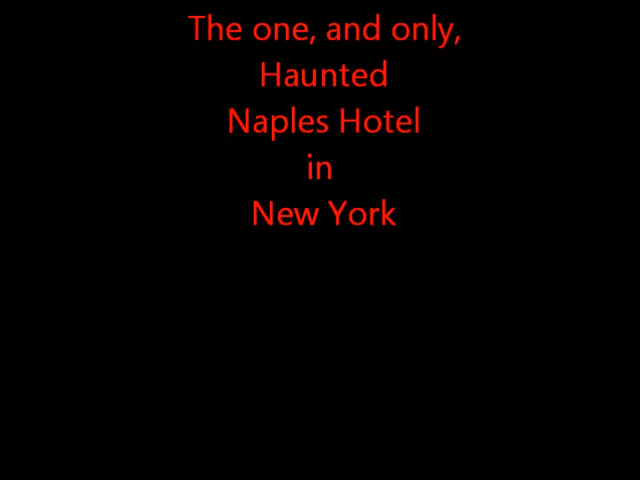 The one, and only,
Haunted
Naples Hotel
in
New York